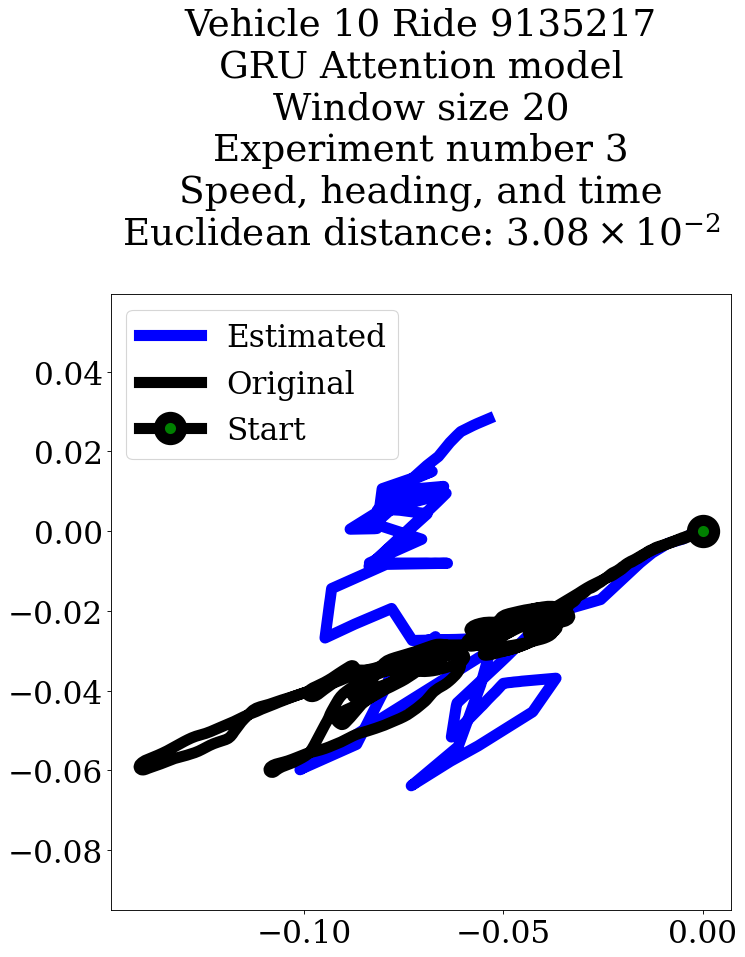 Vehicle 10 Ride 9135217
GRU Attention model
Window size 20
Experiment number 3
Speed, heading, and time
Euclidean distance: 3.08 × 10⁻²
Estimated
Original
Start
0.04
0.02
0.00
−0.02
−0.04
−0.06
−0.08
−0.10
−0.05
0.00